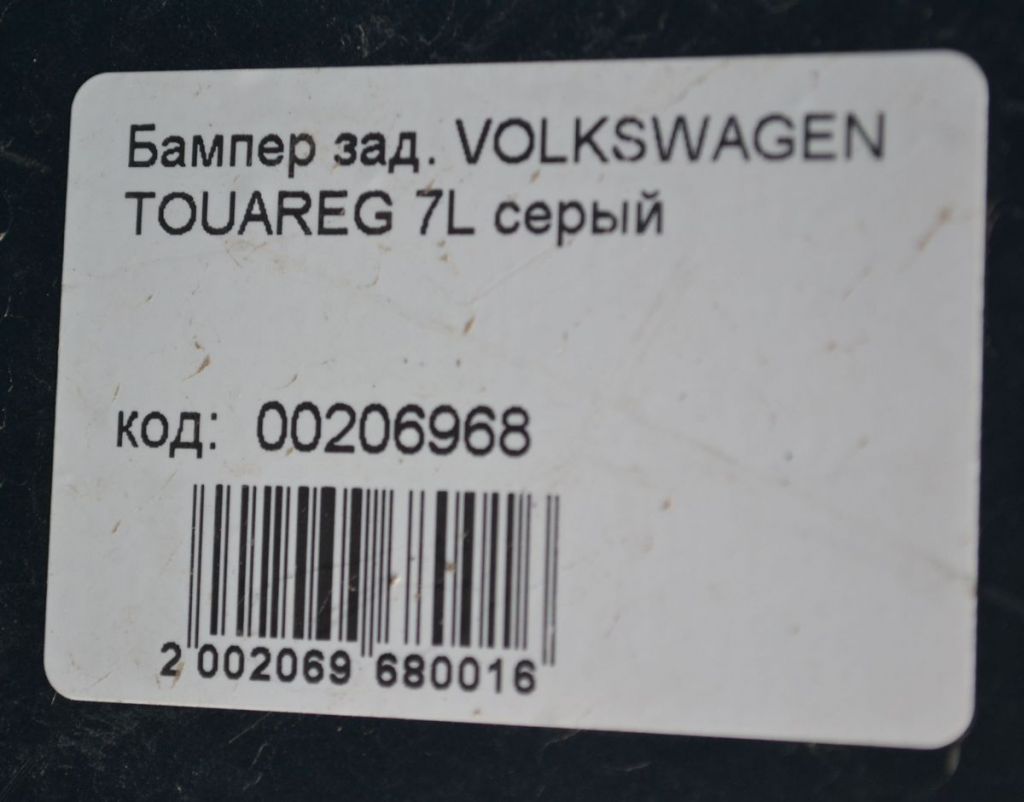 Бампер зад. VOLKSWAGEN
TOUAREG 7L серый
код: 00206968
2 002069 680016